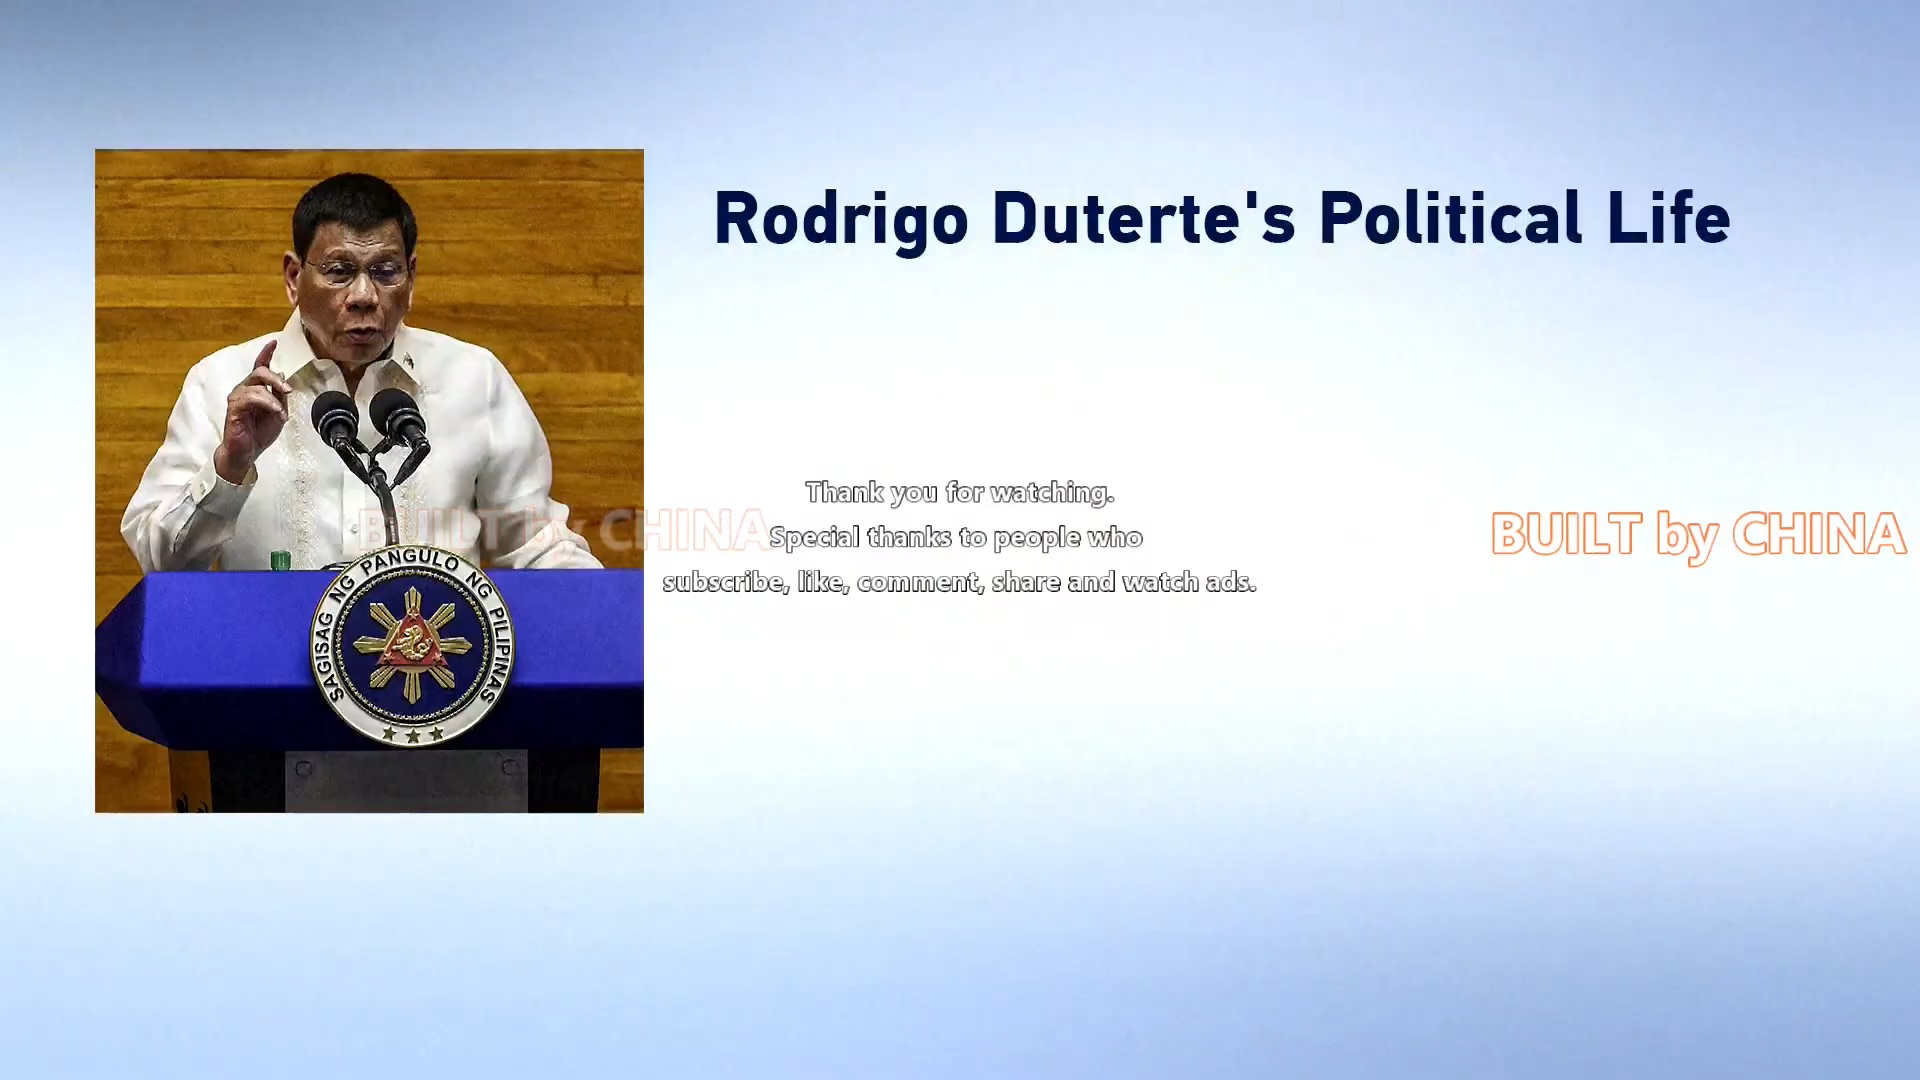 Rodrigo Duterte's Political Life
Thank you for watching.
BUILT by CHINA
Special thanks to people who
BUILT by CHINA
subscribe, like, comment, share and watch ads.
SAGISAG NG PANGULO NG PILIPINAS